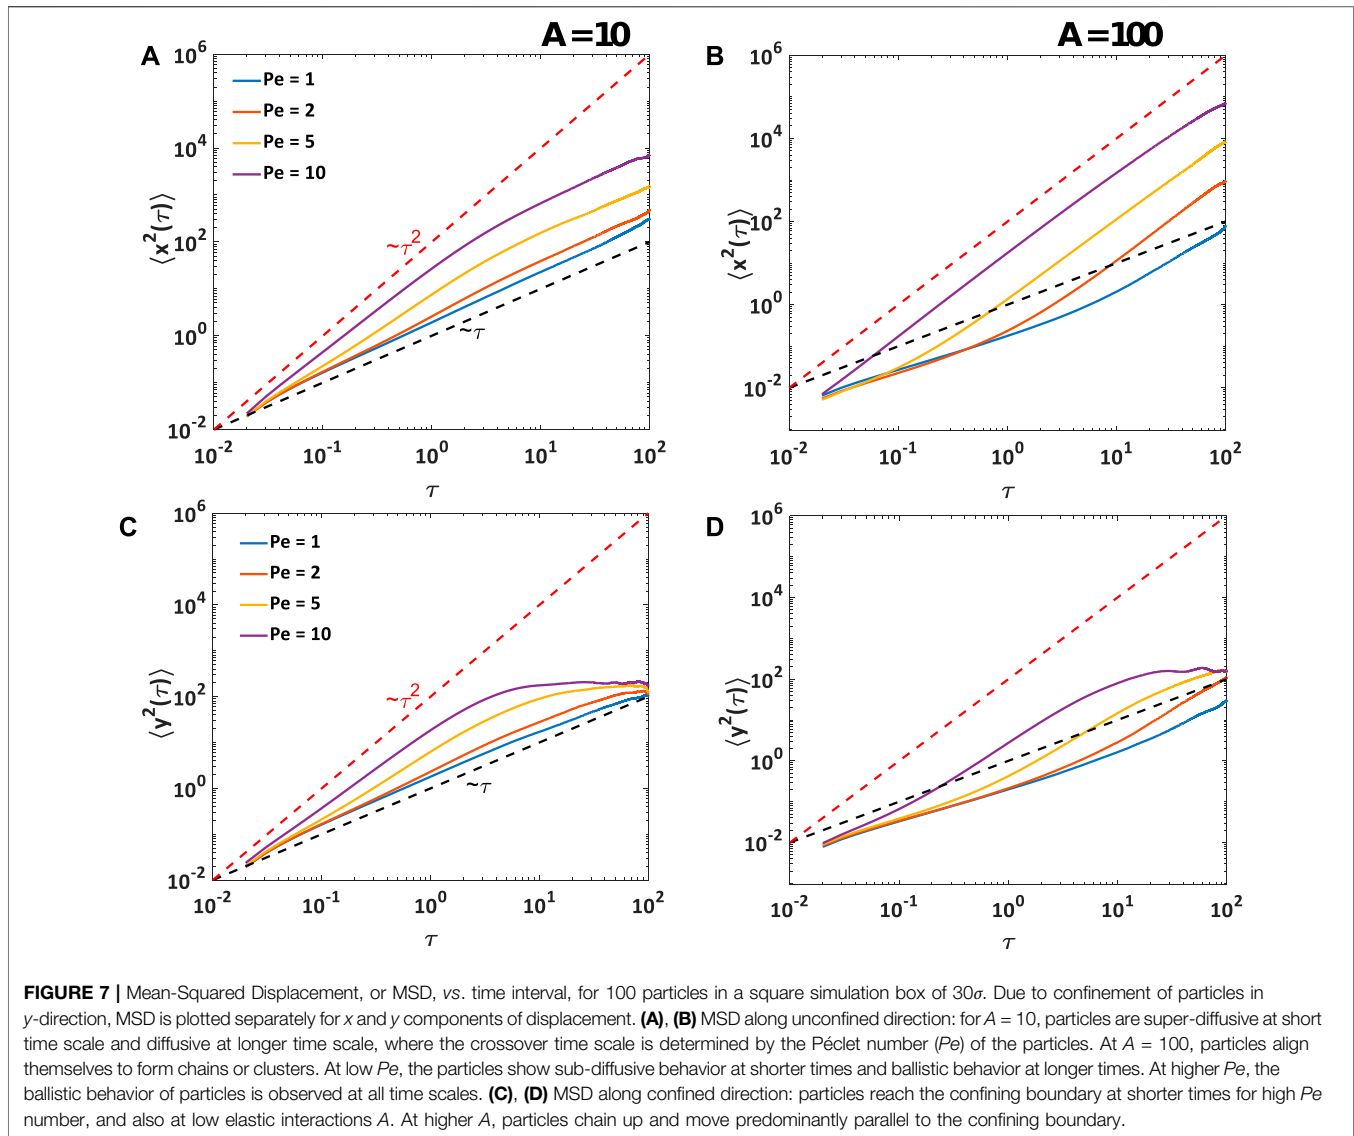 A = 10
A = 100
A
10^6
10^4
10^2
10^0
10^-2
⟨x^2(τ)⟩
Pe = 1
Pe = 2
Pe = 5
Pe = 10
~τ^2
~τ
10^-2 10^-1 10^0 10^1 10^2
τ
B
10^6
10^4
10^2
10^0
10^-2
⟨x^2(τ)⟩
10^-2 10^-1 10^0 10^1 10^2
τ
C
10^6
10^4
10^2
10^0
10^-2
⟨y^2(τ)⟩
Pe = 1
Pe = 2
Pe = 5
Pe = 10
~τ^2
~τ
10^-2 10^-1 10^0 10^1 10^2
τ
D
10^6
10^4
10^2
10^0
10^-2
⟨y^2(τ)⟩
10^-2 10^-1 10^0 10^1 10^2
τ
FIGURE 7 | Mean-Squared Displacement, or MSD, vs. time interval, for 100 particles in a square simulation box of 30σ. Due to confinement of particles in
y-direction, MSD is plotted separately for x and y components of displacement. (A), (B) MSD along unconfined direction: for A = 10, particles are super-diffusive at short
time scale and diffusive at longer time scale, where the crossover time scale is determined by the Péclet number (Pe) of the particles. At A = 100, particles align
themselves to form chains or clusters. At low Pe, the particles show sub-diffusive behavior at shorter times and ballistic behavior at longer times. At higher Pe, the
ballistic behavior of particles is observed at all time scales. (C), (D) MSD along confined direction: particles reach the confining boundary at shorter times for high Pe
number, and also at low elastic interactions A. At higher A, particles chain up and move predominantly parallel to the confining boundary.